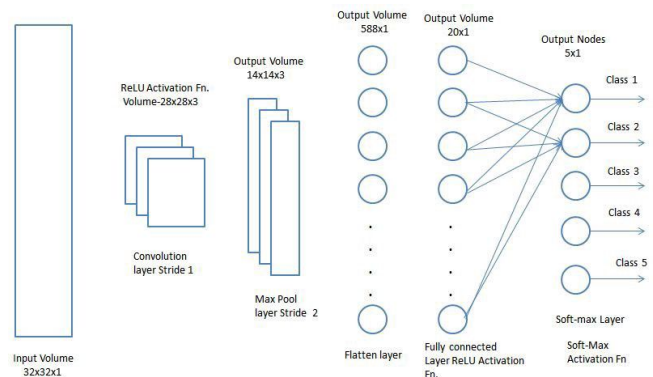 Input Volume
32x32x1
ReLU Activation Fn.
Volume-28x28x3
Convolution
layer Stride 1
Output Volume
14x14x3
Max Pool
layer Stride 2
Output Volume
588x1
Flatten layer
Output Volume
20x1
Fully connected
Layer ReLU Activation
Fn.
Output Nodes
5x1
Class 1
Class 2
Class 3
Class 4
Class 5
Soft-max Layer
Soft-Max
Activation Fn